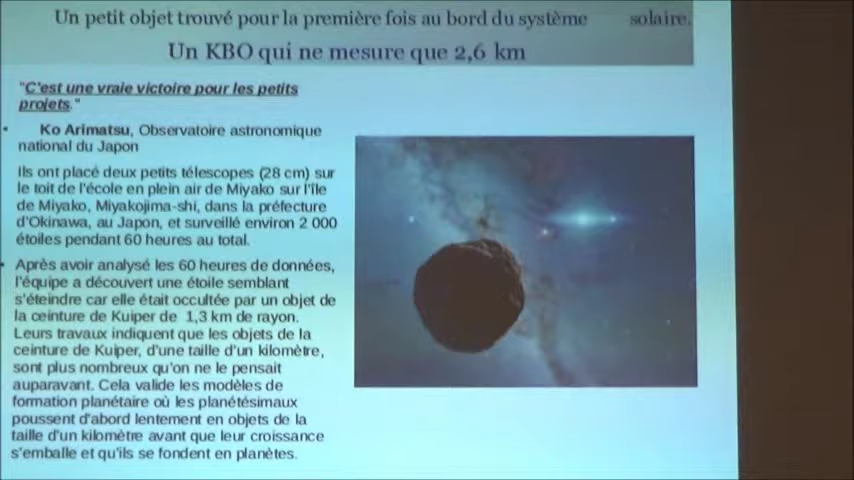 Un petit objet trouvé pour la première fois au bord du système solaire.
Un KBO qui ne mesure que 2,6 km
"C'est une vraie victoire pour les petits
projets."
• Ko Arimatsu, Observatoire astronomique
national du Japon
Ils ont placé deux petits télescopes (28 cm) sur
le toit de l'école en plein air de Miyako sur l'île
de Miyako, Miyakojima-shi, dans la préfecture
d'Okinawa, au Japon, et surveillé environ 2 000
étoiles pendant 60 heures au total.
• Après avoir analysé les 60 heures de données,
l'équipe a découvert une étoile semblant
s'éteindre car elle était occultée par un objet de
la ceinture de Kuiper de 1,3 km de rayon.
Leurs travaux indiquent que les objets de la
ceinture de Kuiper, d'une taille d'un kilomètre,
sont plus nombreux qu'on ne le pensait
auparavant. Cela valide les modèles de
formation planétaire où les planétésimaux
poussent d'abord lentement en objets de la
taille d'un kilomètre avant que leur croissance
s'emballe et qu'ils se fondent en planètes.